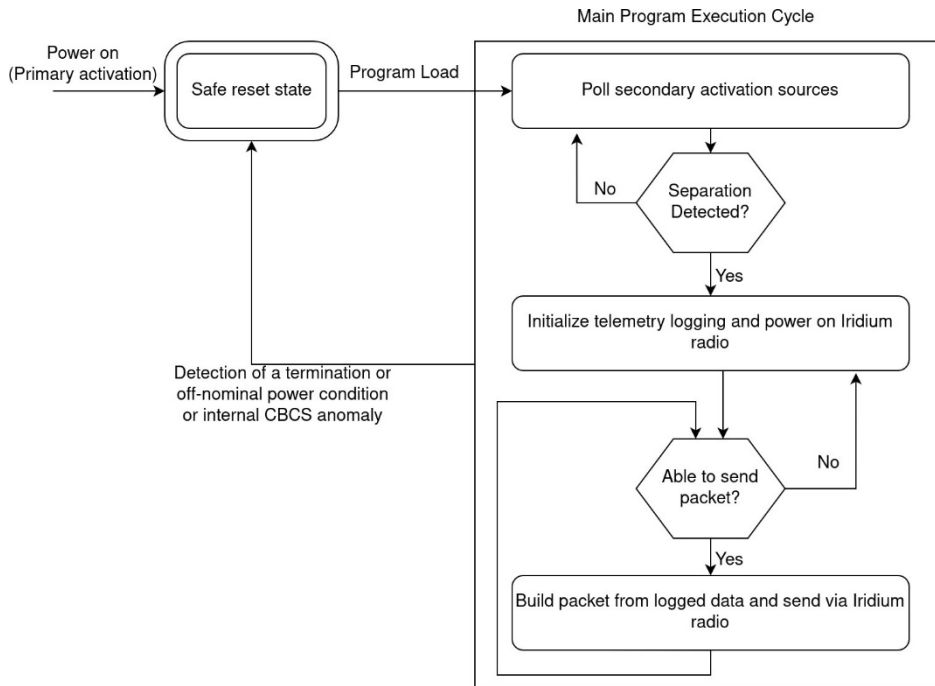 Main Program Execution Cycle
Power on
(Primary activation)
Safe reset state
Program Load
Poll secondary activation sources
No
Separation
Detected?
Yes
Initialize telemetry logging and power on Iridium
radio
Detection of a termination or
off-nominal power condition
or internal CBCS anomaly
Able to send
packet?
No
Yes
Build packet from logged data and send via Iridium
radio